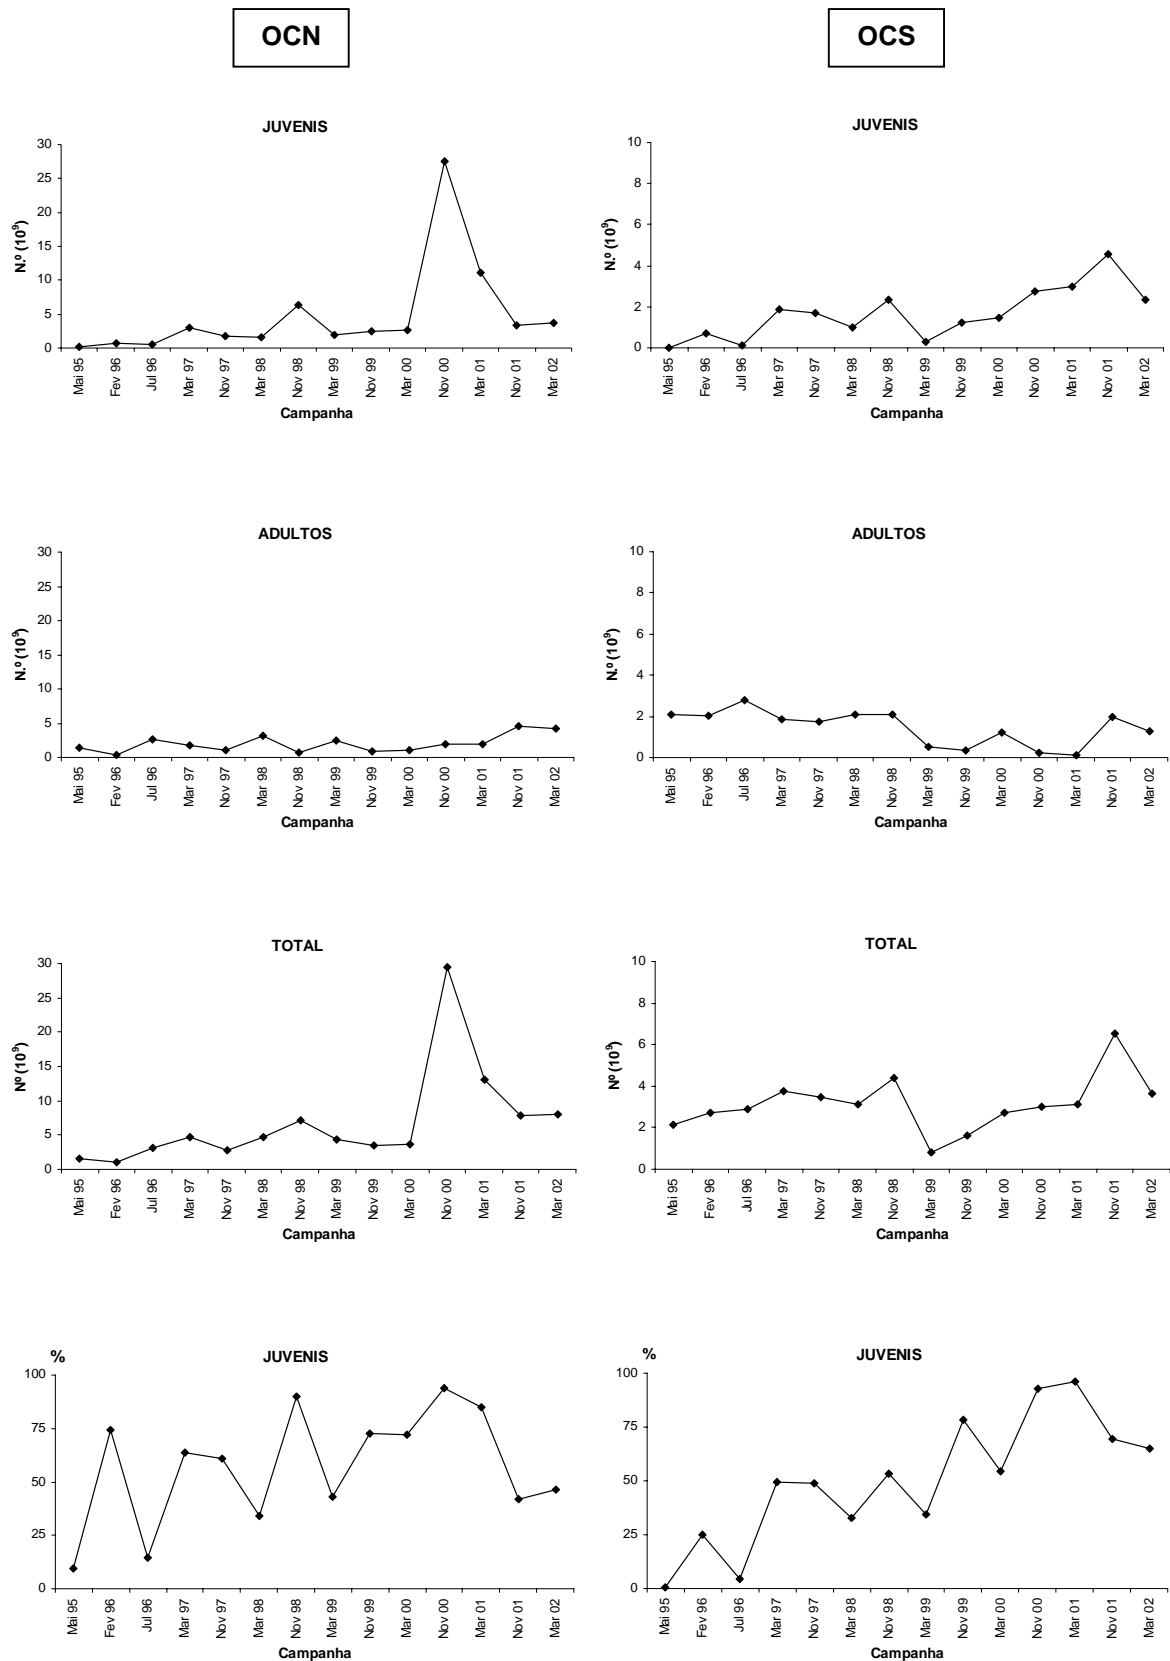 OCN
OCS
JUVENIS
30
25
20
15
10
5
0
N.º (10⁹)
Mai 95
Fev 96
Jul 96
Mar 97
Nov 97
Mar 98
Nov 98
Mar 99
Nov 99
Mar 00
Nov 00
Mar 01
Nov 01
Mar 02
Campanha
JUVENIS
10
8
6
4
2
0
N.º (10⁹)
Mai 95
Fev 96
Jul 96
Mar 97
Nov 97
Mar 98
Nov 98
Mar 99
Nov 99
Mar 00
Nov 00
Mar 01
Nov 01
Mar 02
Campanha
ADULTOS
30
25
20
15
10
5
0
N.º (10⁹)
Mai 95
Fev 96
Jul 96
Mar 97
Nov 97
Mar 98
Nov 98
Mar 99
Nov 99
Mar 00
Nov 00
Mar 01
Nov 01
Mar 02
Campanha
ADULTOS
10
8
6
4
2
0
N.º (10⁹)
Mai 95
Fev 96
Jul 96
Mar 97
Nov 97
Mar 98
Nov 98
Mar 99
Nov 99
Mar 00
Nov 00
Mar 01
Nov 01
Mar 02
Campanha
TOTAL
30
25
20
15
10
5
0
Nº (10⁹)
Mai 95
Fev 96
Jul 96
Mar 97
Nov 97
Mar 98
Nov 98
Mar 99
Nov 99
Mar 00
Nov 00
Mar 01
Nov 01
Mar 02
Campanha
TOTAL
10
8
6
4
2
0
Nº (10⁹)
Mai 95
Fev 96
Jul 96
Mar 97
Nov 97
Mar 98
Nov 98
Mar 99
Nov 99
Mar 00
Nov 00
Mar 01
Nov 01
Mar 02
Campanha
% JUVENIS
100
75
50
25
0
Mai 95
Fev 96
Jul 96
Mar 97
Nov 97
Mar 98
Nov 98
Mar 99
Nov 99
Mar 00
Nov 00
Mar 01
Nov 01
Mar 02
Campanha
% JUVENIS
100
75
50
25
0
Mai 95
Fev 96
Jul 96
Mar 97
Nov 97
Mar 98
Nov 98
Mar 99
Nov 99
Mar 00
Nov 00
Mar 01
Nov 01
Mar 02
Campanha